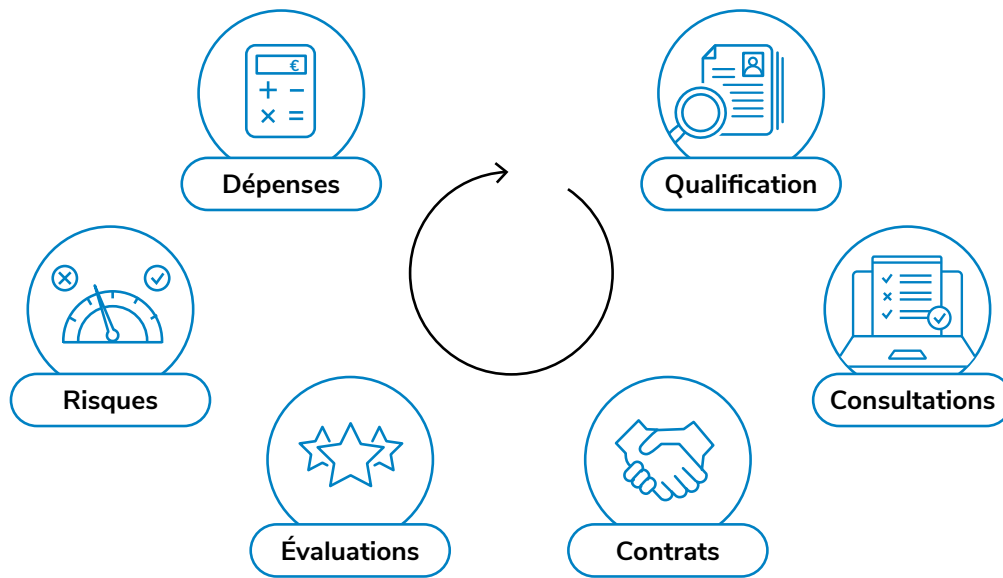 €
Dépenses
Qualification
Risques
Consultations
Évaluations
Contrats